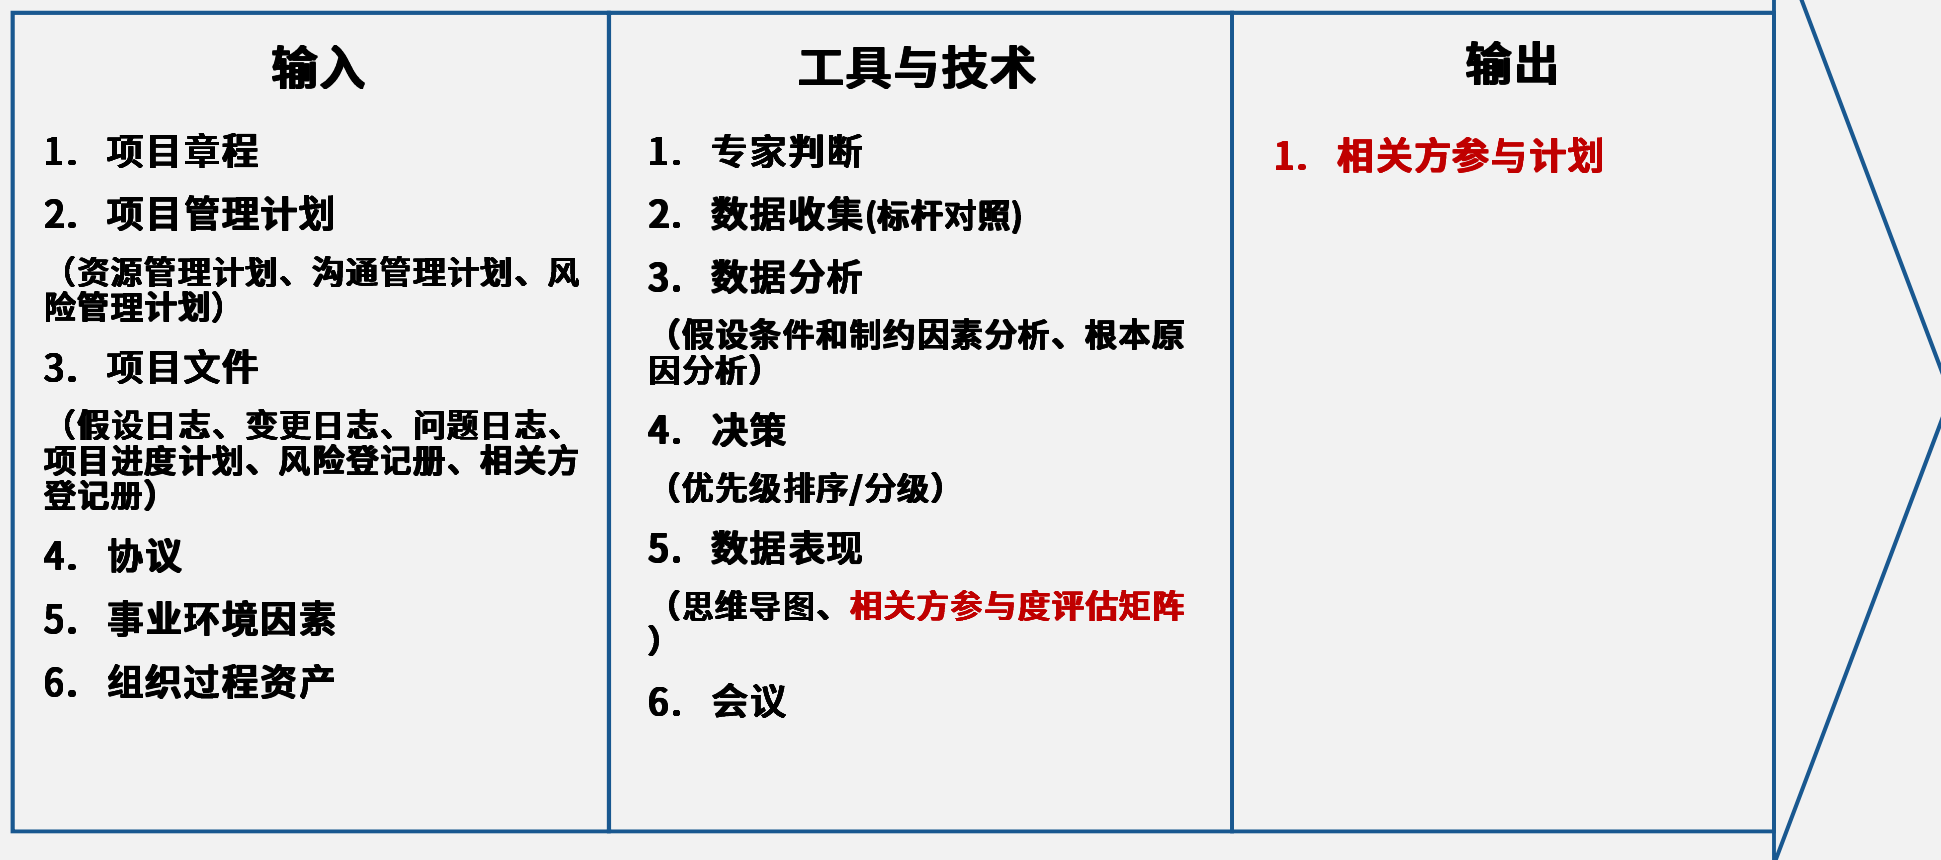 输入
1. 项目章程
2. 项目管理计划
（资源管理计划、沟通管理计划、风
险管理计划）
3. 项目文件
（假设日志、变更日志、问题日志、
项目进度计划、风险登记册、相关方
登记册）
4. 协议
5. 事业环境因素
6. 组织过程资产
工具与技术
1. 专家判断
2. 数据收集(标杆对照)
3. 数据分析
（假设条件和制约因素分析、根本原
因分析）
4. 决策
（优先级排序/分级）
5. 数据表现
（思维导图、相关方参与度评估矩阵
）
6. 会议
输出
1. 相关方参与计划